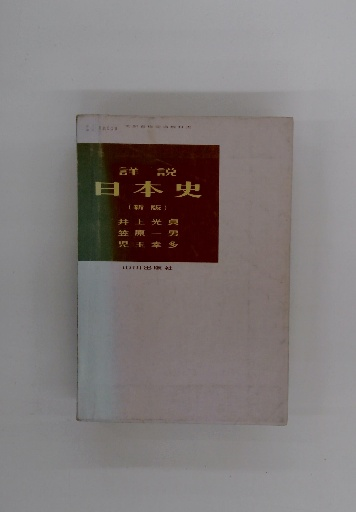 詳説
日本史
（新版）
井上光貞
笠原一男
児玉幸多
山川出版社